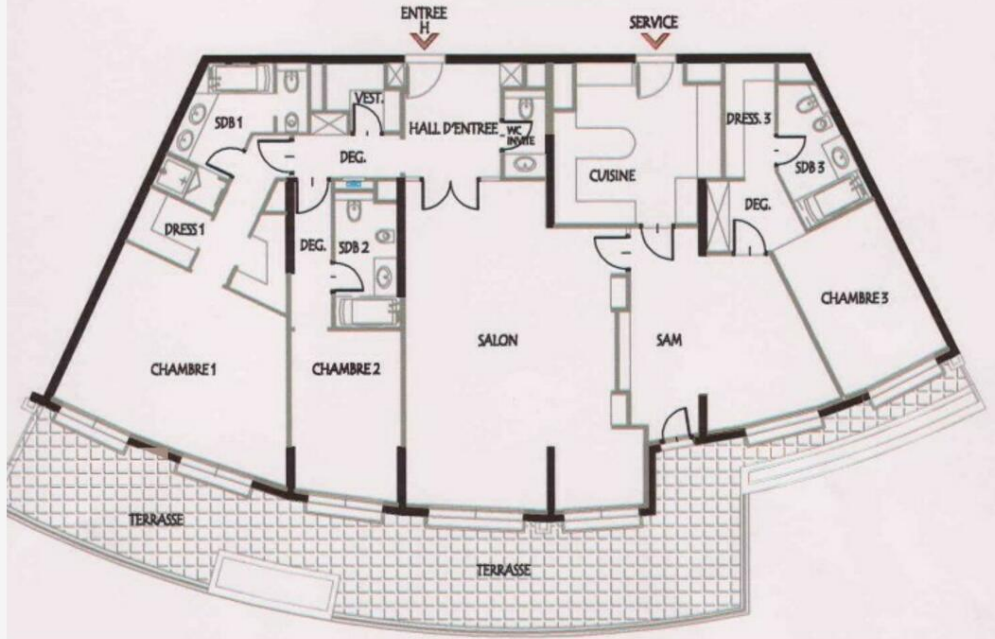 ENTREE
H
SERVICE
SDB 1
VEST.
HALL D'ENTREE
WC
INVITE
DEG.
CUISINE
DRESS. 3
SDB 3
DEG.
DRESS 1
DEG.
SDB 2
CHAMBRE 3
SALON
SAM
CHAMBRE 1
CHAMBRE 2
TERRASSE
TERRASSE